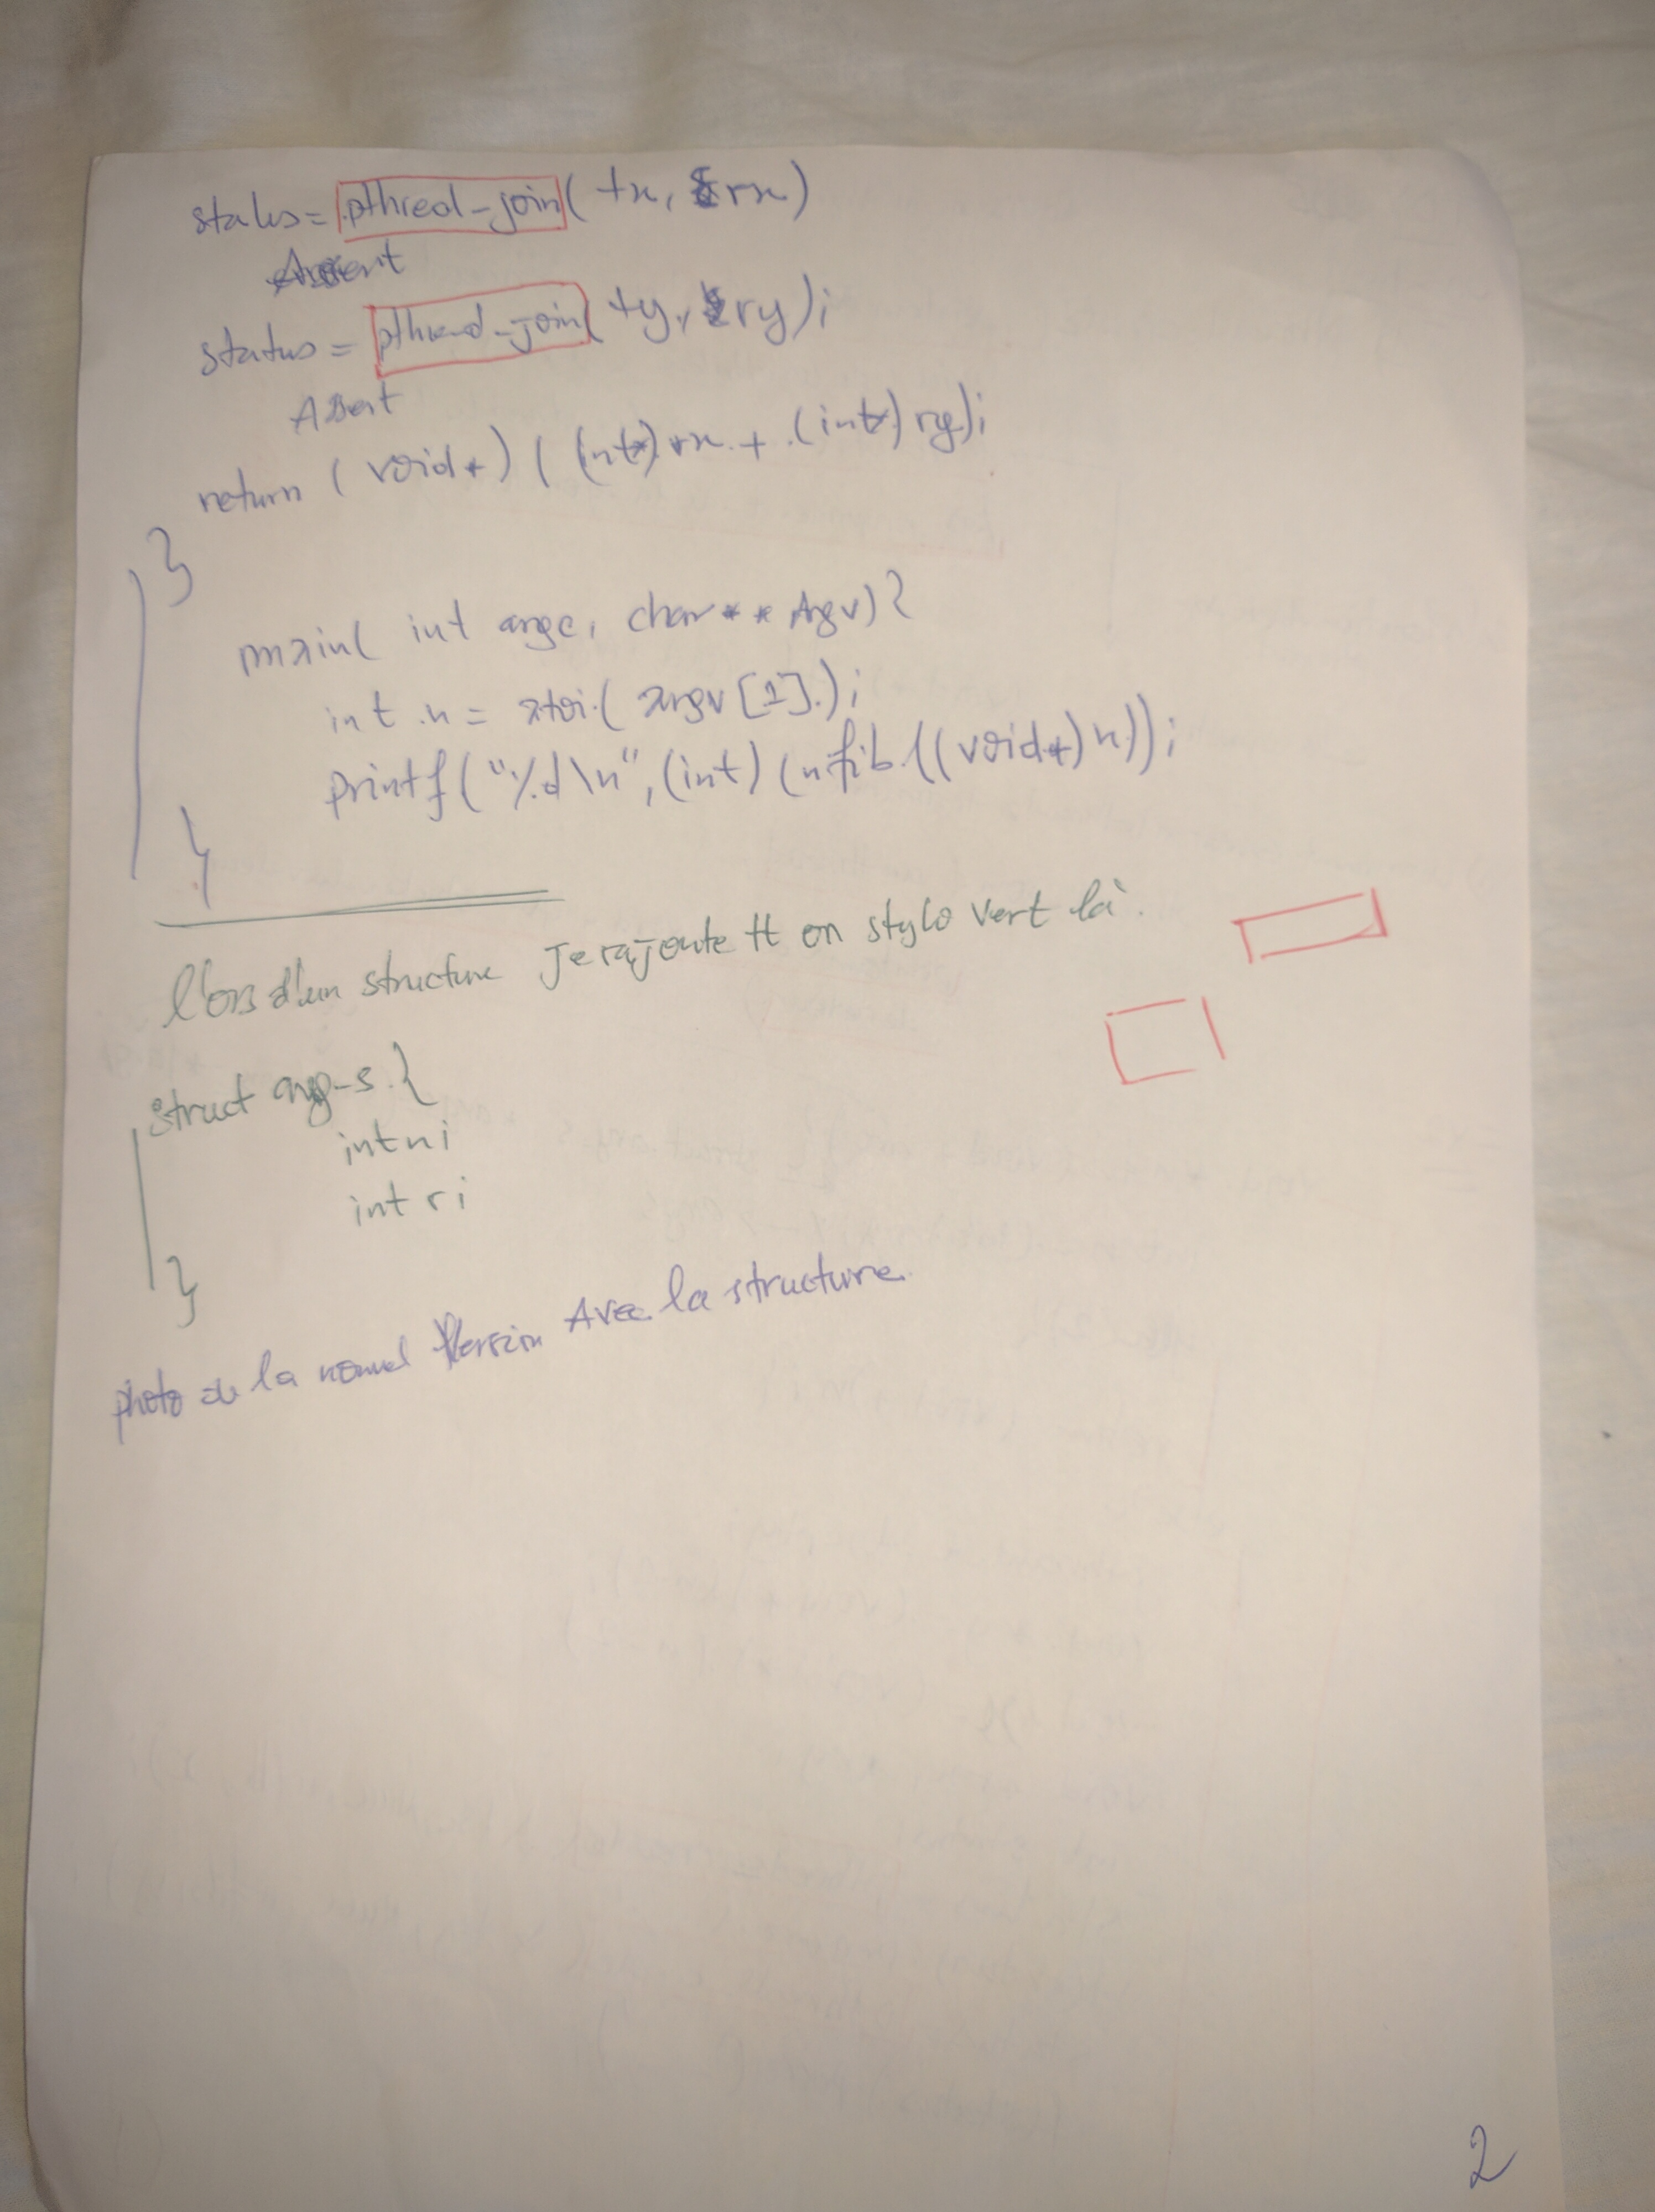 status = pthread_join( tx, &rx)
Assert
status = pthread_join( ty, &ry);
Assert
return (void*) ( (int*) rx + (int*) ry);
}
main( int argc, char** Argv) {
int n = atoi( argv [1]);
printf( "%d\n", (int) (nfib ((void*) n));
}
l'ors d'un structure Je rajoute tt en stylo vert là.
struct arg-s {
int n;
int r;
}
photo de la nouvel Version Avec la structure.
2